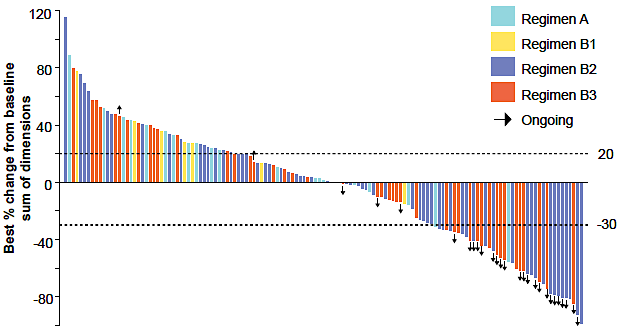 120
80
40
0
-40
-80
Best % change from baseline
sum of dimensions
20
-30
Regimen A
Regimen B1
Regimen B2
Regimen B3
Ongoing